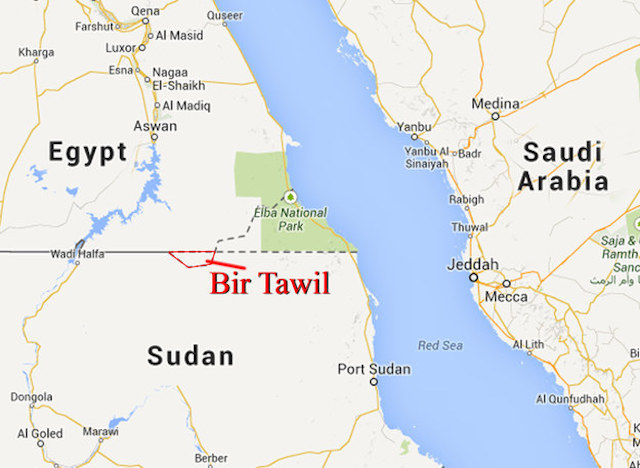 Quseer
Qena
Farshut
Al Masid
Luxor
Kharga
Esna
Nagaa
El-Shaikh
Al Madiq
Medina
Aswan
Yanbu
Egypt
Yanbu Al
Sinaiyah
Badr
Saudi
Arabia
Rabigh
Elba National
Park
Thuwal
Saja &
Wadi Halfa
Jeddah
Bir Tawil
Mecca
Sudan
Red Sea
Al Lith
Port Sudan
Dongola
Al Qunfudhah
Al Goled
Marawi
Berber